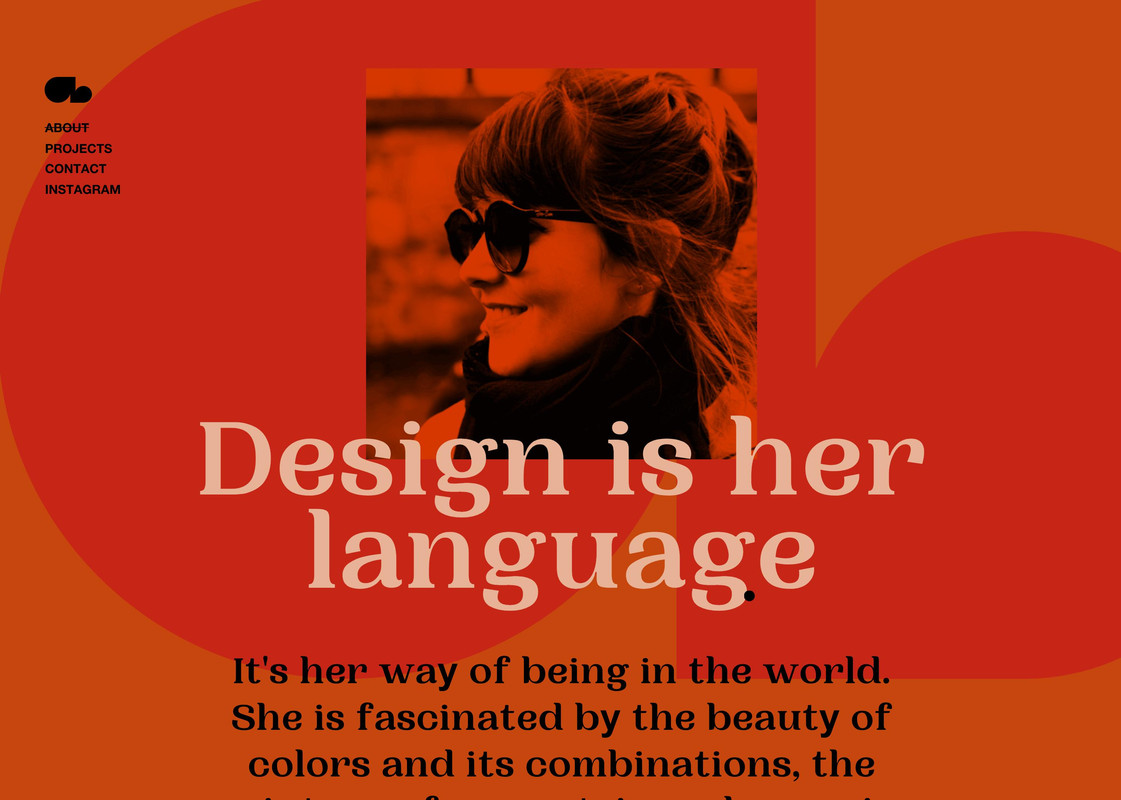 ABOUT
PROJECTS
CONTACT
INSTAGRAM
Design is her
language
It's her way of being in the world.
She is fascinated by the beauty of
colors and its combinations, the